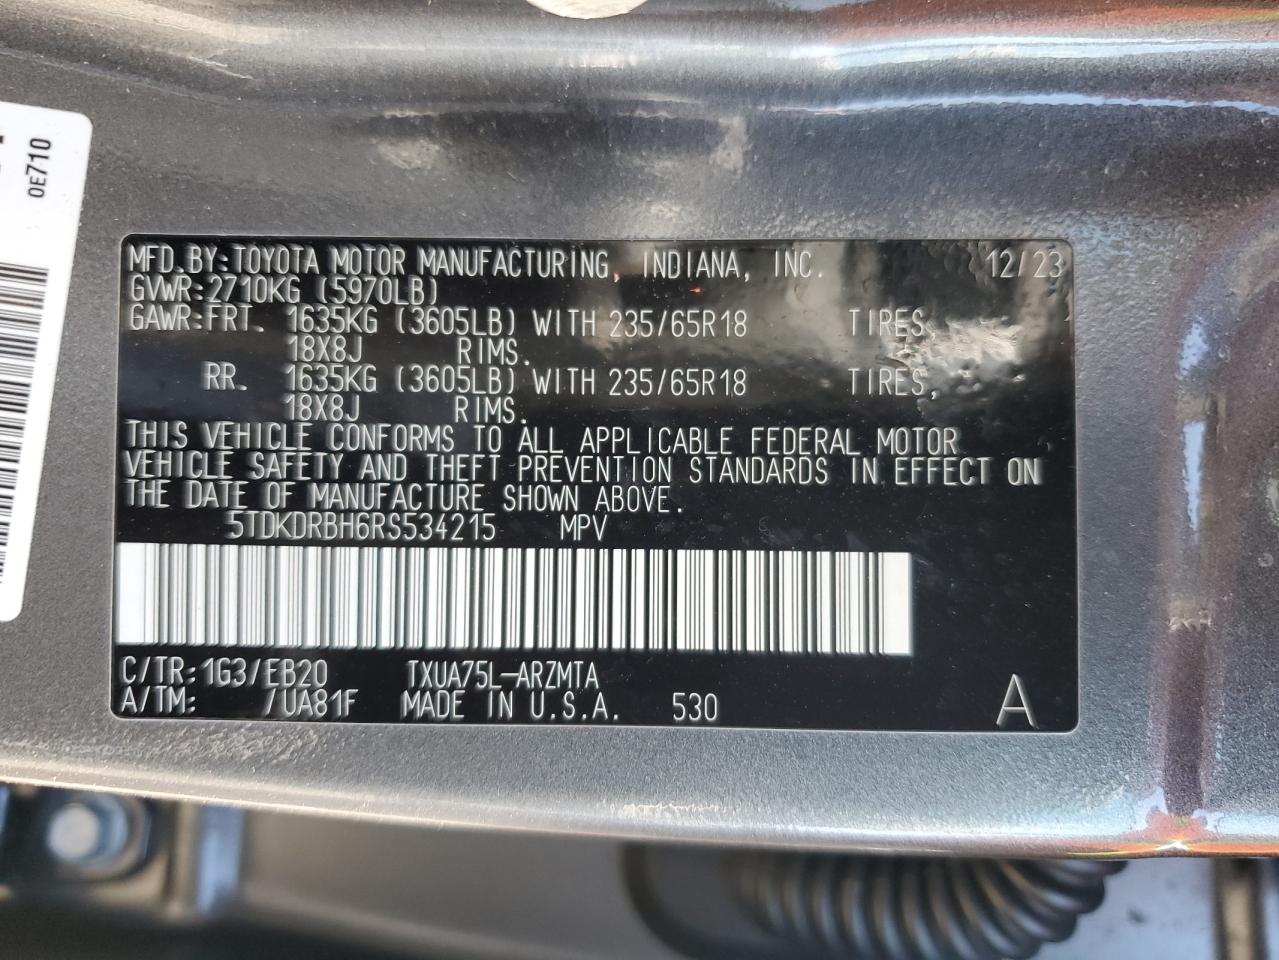 0E710
MFD.BY:TOYOTA MOTOR MANUFACTURING, INDIANA, INC. 12/23
GVWR:2710KG (5970LB)
GAWR:FRT. 1635KG (3605LB) WITH 235/65R18 TIRES,
18X8J RIMS.
RR. 1635KG (3605LB) WITH 235/65R18 TIRES,
18X8J RIMS.
THIS VEHICLE CONFORMS TO ALL APPLICABLE FEDERAL MOTOR
VEHICLE SAFETY AND THEFT PREVENTION STANDARDS IN EFFECT ON
THE DATE OF MANUFACTURE SHOWN ABOVE.
5TDKDRBH6RS534215 MPV
C/TR:1G3/EB20 TXUA75L-ARZMTA
A/TM: /UA81F MADE IN U.S.A. 530 A